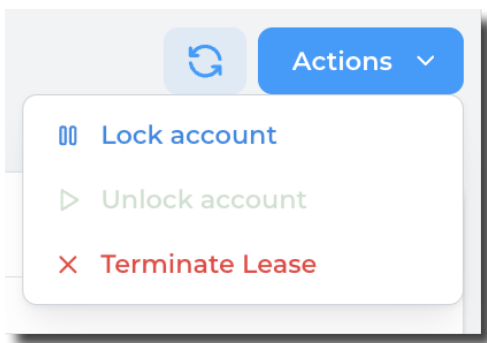 Actions
Lock account
Unlock account
Terminate Lease